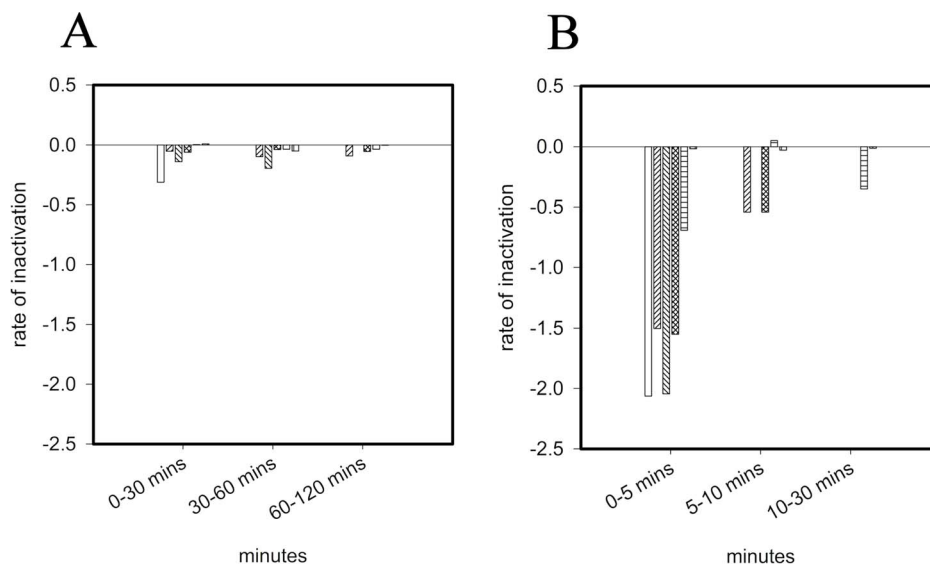 A
0.5
0.0
-0.5
-1.0
-1.5
-2.0
-2.5
rate of inactivation
0-30 mins
30-60 mins
60-120 mins
minutes
B
0.5
0.0
-0.5
-1.0
-1.5
-2.0
-2.5
rate of inactivation
0-5 mins
5-10 mins
10-30 mins
minutes